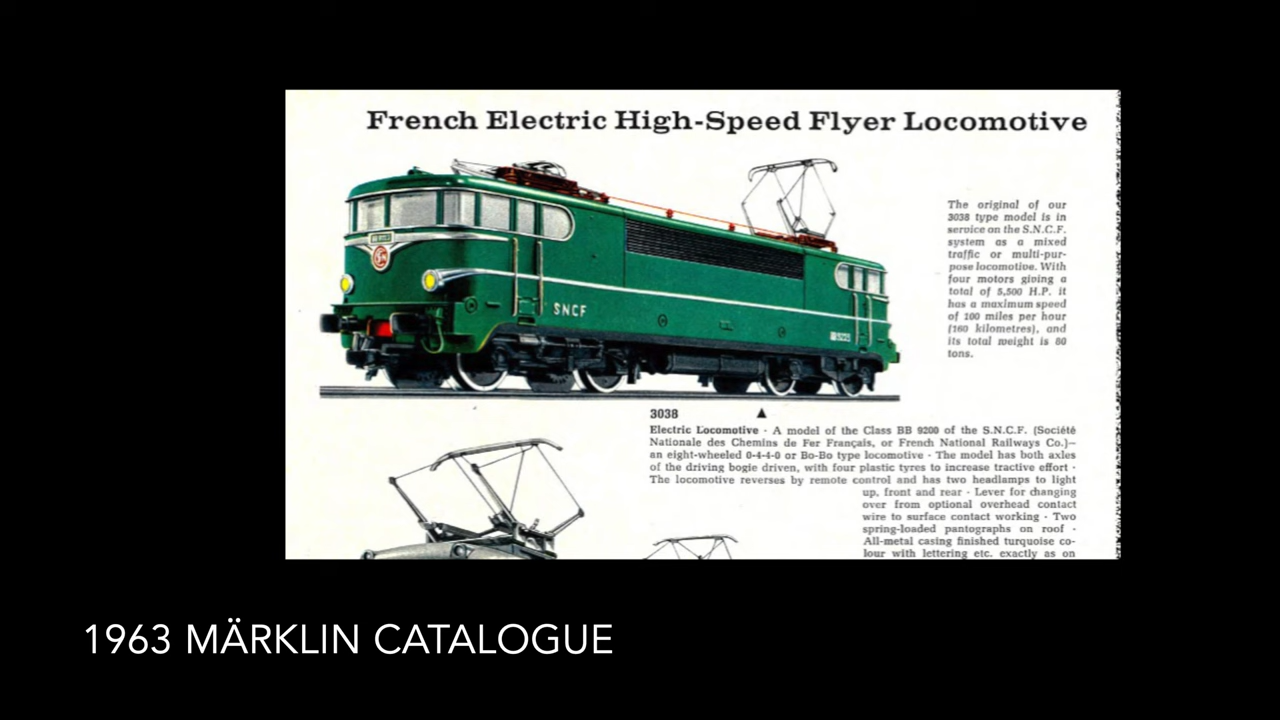 French Electric High-Speed Flyer Locomotive
The original of our
3038 type model is in
service on the S.N.C.F.
system as a mixed
traffic or multi-pur-
pose locomotive. With
four motors giving a
total of 5,500 H.P. it
has a maximum speed
of 100 miles per hour
(160 kilometres), and
its total weight is 80
tons.
SNCF
3038
Electric Locomotive · A model of the Class BB 9200 of the S.N.C.F. (Société
Nationale des Chemins de Fer Français, or French National Railways Co.)—
an eight-wheeled 0-4-4-0 or Bo-Bo type locomotive · The model has both axles
of the driving bogie driven, with four plastic tyres to increase tractive effort ·
The locomotive reverses by remote control and has two headlamps to light
up, front and rear · Lever for changing
over from optional overhead contact
wire to surface contact working · Two
spring-loaded pantographs on roof ·
All-metal casing finished turquoise co-
lour with lettering etc. exactly as on
1963 MÄRKLIN CATALOGUE